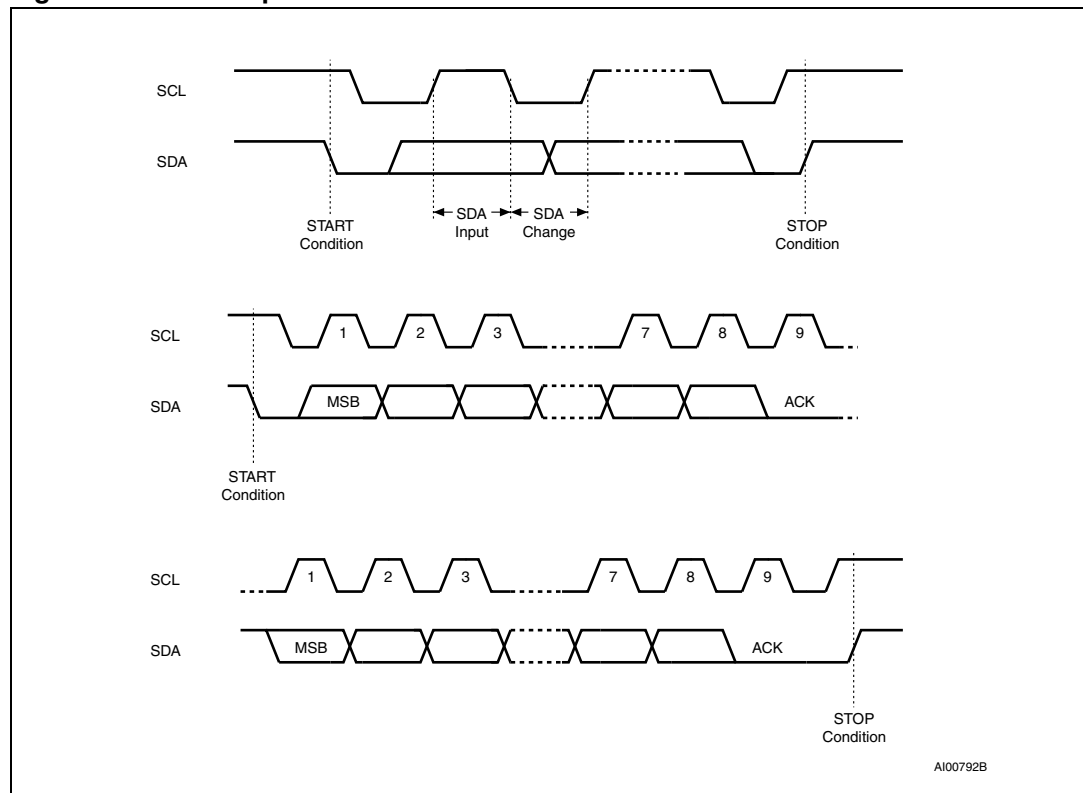 SCL
SDA
START
Condition
SDA
Input
SDA
Change
STOP
Condition
SCL
1 2 3 7 8 9
SDA
MSB ACK
START
Condition
SCL
1 2 3 7 8 9
SDA
MSB ACK
STOP
Condition
AI00792B